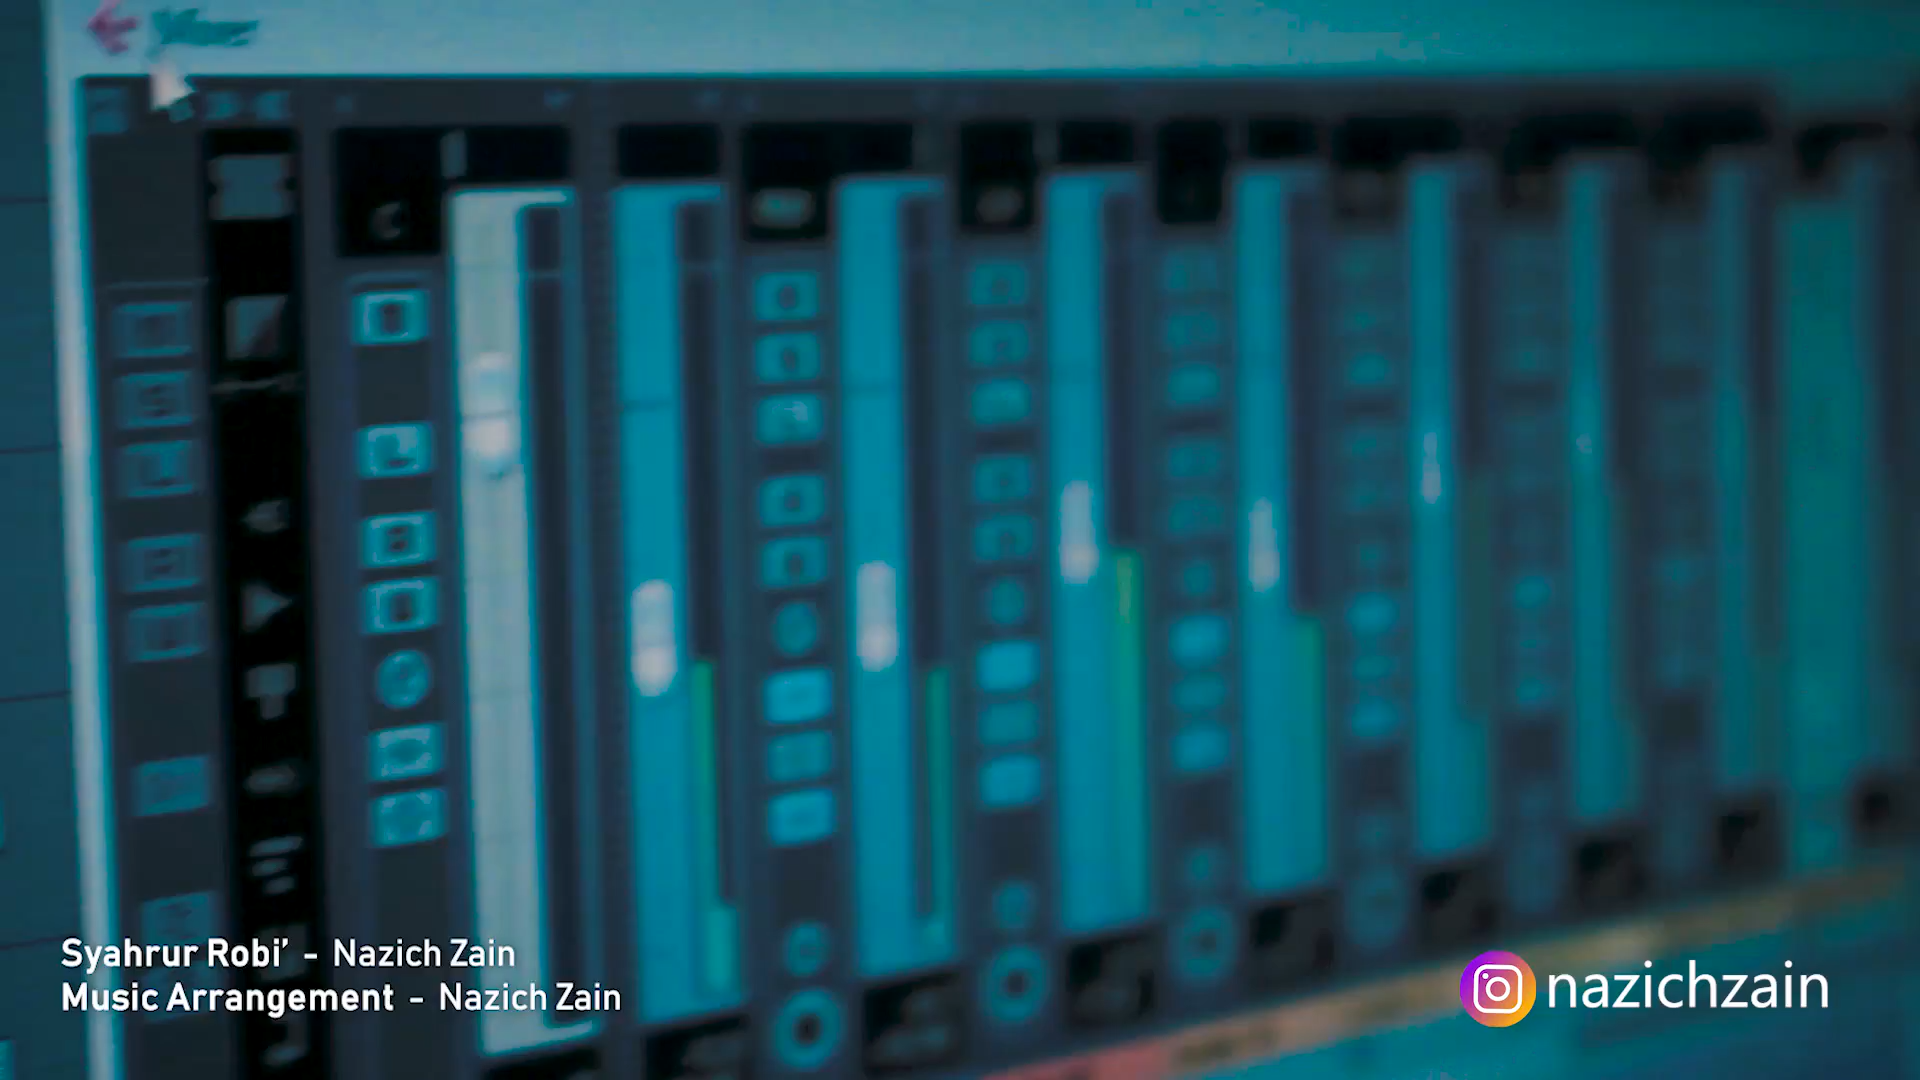 Syahrur Robi’ - Nazich Zain
Music Arrangement - Nazich Zain
nazichzain